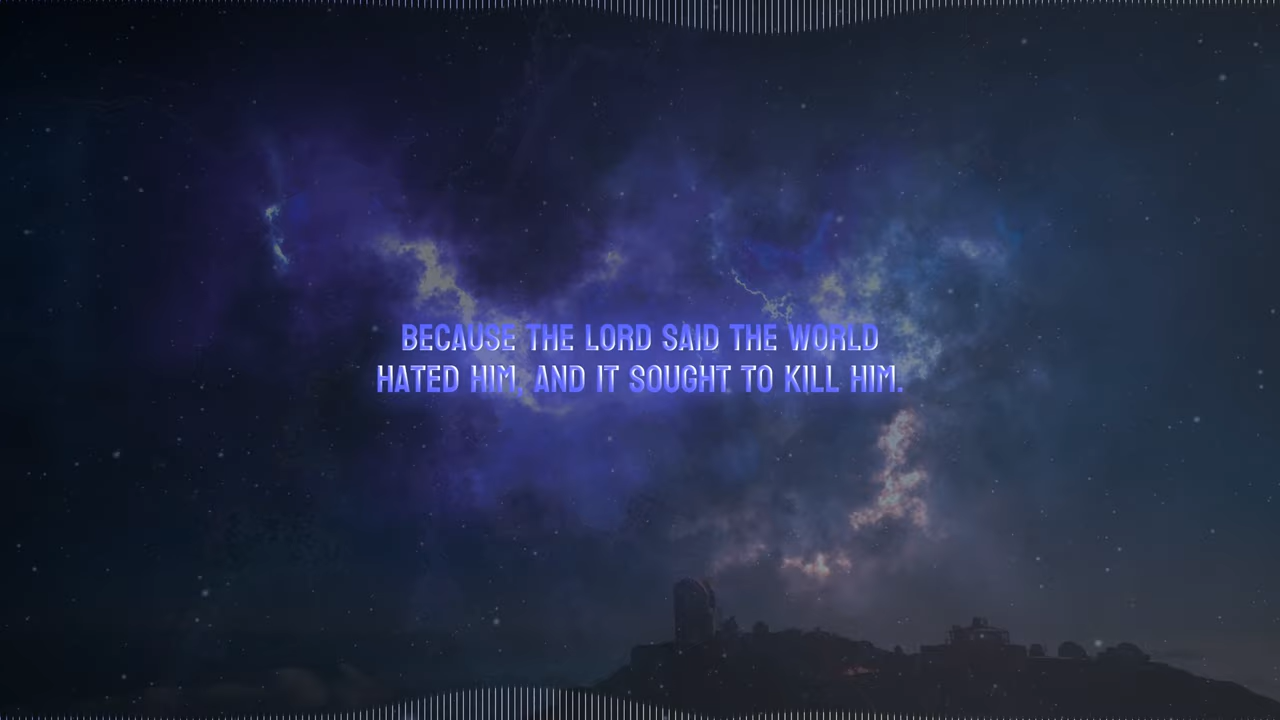 BECAUSE THE LORD SAID THE WORLD
HATED HIM, AND IT SOUGHT TO KILL HIM.